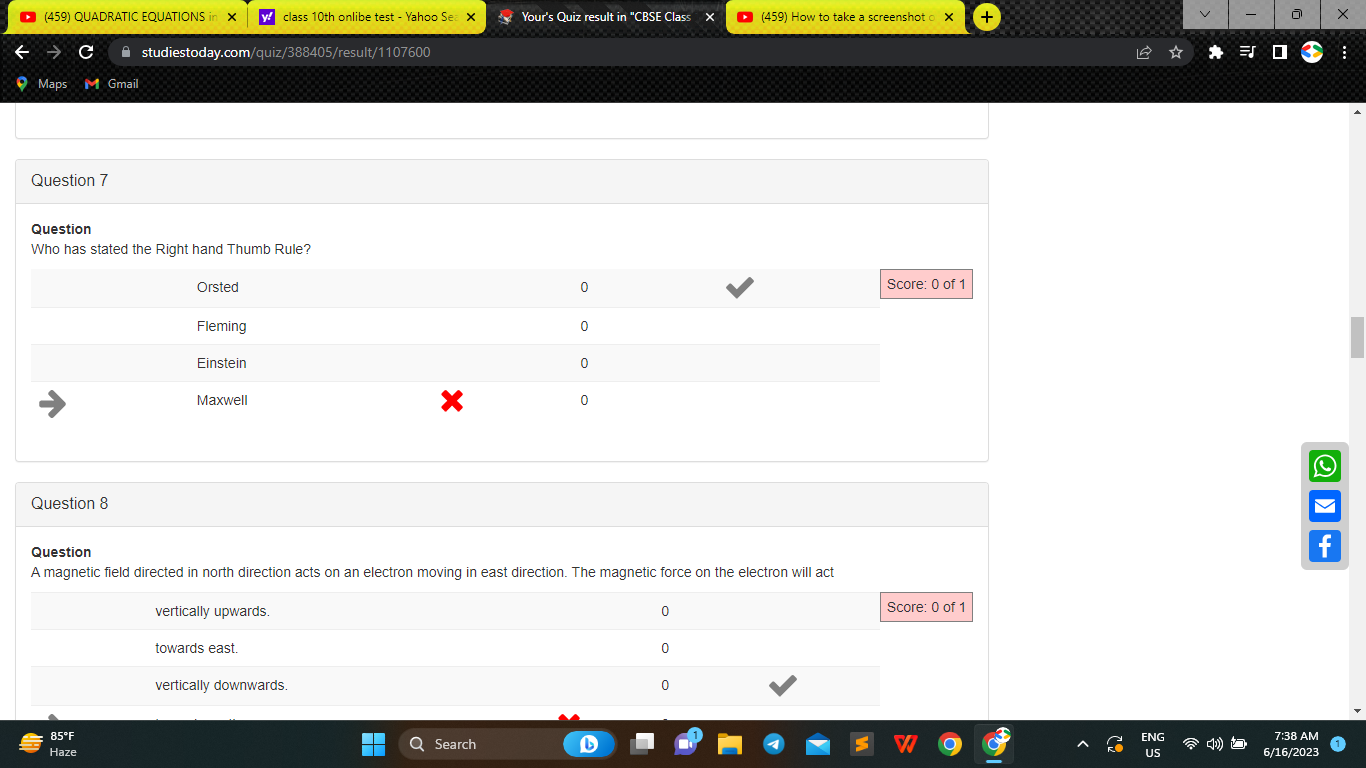 (459) QUADRATIC EQUATIONS in
class 10th onlibe test - Yahoo Sea
Your's Quiz result in "CBSE Class
(459) How to take a screenshot o
studiestoday.com/quiz/388405/result/1107600
Maps
Gmail
Question 7
Question
Who has stated the Right hand Thumb Rule?
Orsted 0
Score: 0 of 1
Fleming 0
Einstein 0
Maxwell 0
Question 8
Question
A magnetic field directed in north direction acts on an electron moving in east direction. The magnetic force on the electron will act
vertically upwards. 0
Score: 0 of 1
towards east. 0
vertically downwards. 0
85°F
Haze
Search
1
ENG
US
7:38 AM
6/16/2023
1